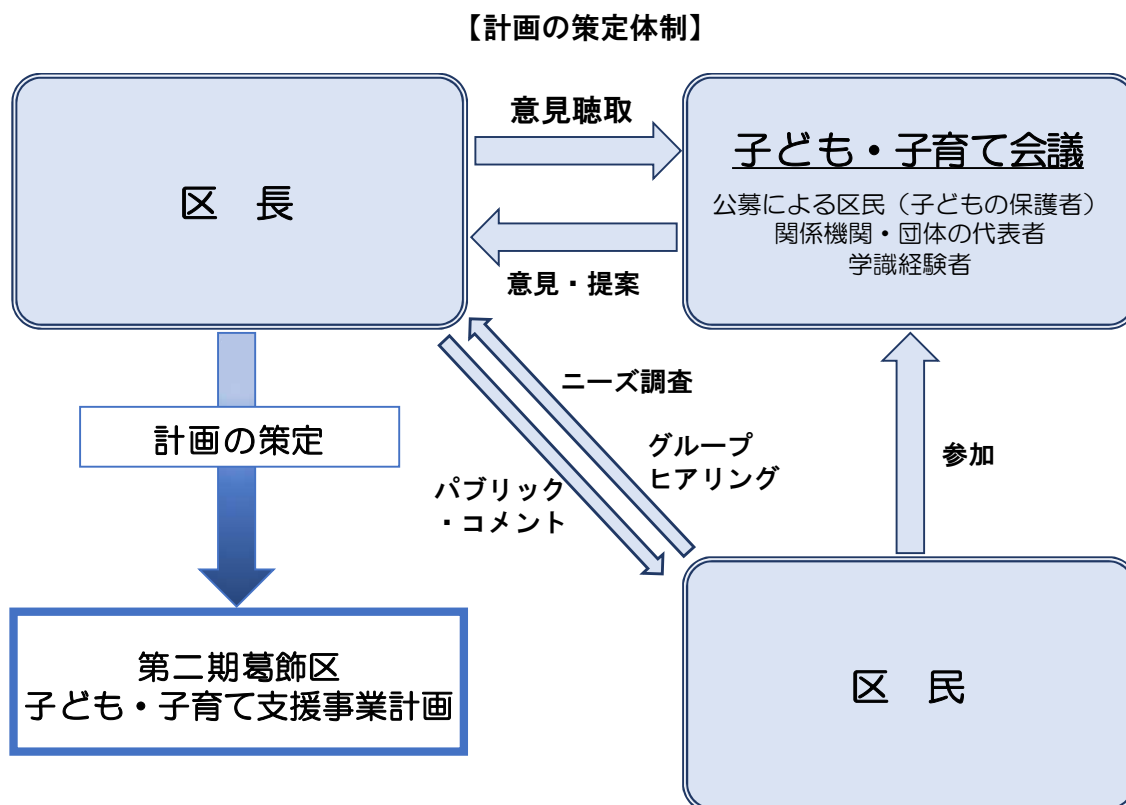 【計画の策定体制】
意見聴取
区 長
子ども・子育て会議
公募による区民（子どもの保護者）
関係機関・団体の代表者
学識経験者
意見・提案
ニーズ調査
計画の策定
グループ
ヒアリング
参加
パブリック
・コメント
第二期葛飾区
子ども・子育て支援事業計画
区 民